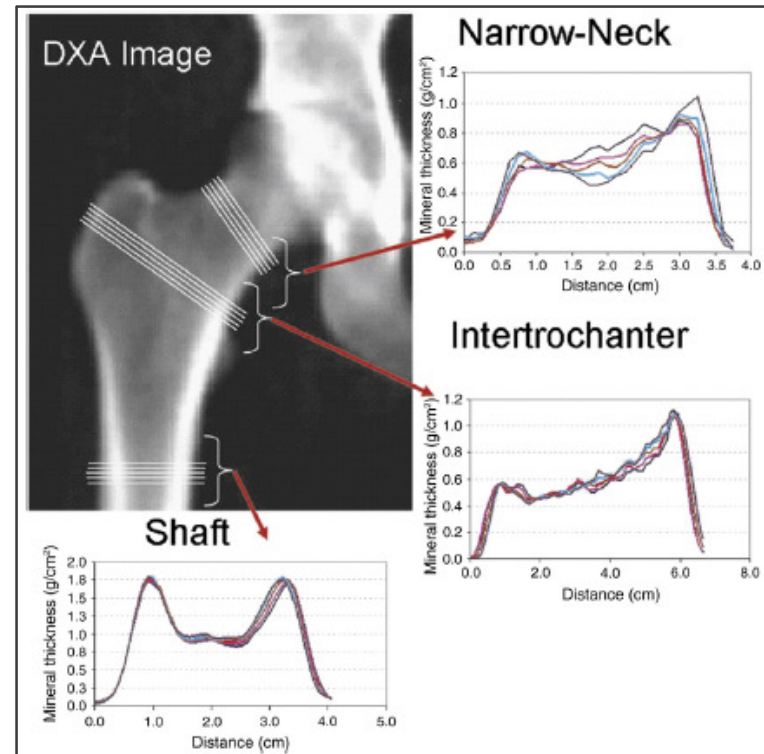 DXA Image
Narrow-Neck
Mineral thickness (g/cm²)
1.2
1.0
0.8
0.6
0.4
0.2
0.0
0.0 0.5 1.0 1.5 2.0 2.5 3.0 3.5 4.0
Distance (cm)
Intertrochanter
Mineral thickness (g/cm²)
1.2
1.0
0.8
0.6
0.4
0.2
0.0
0.0 2.0 4.0 6.0 8.0
Distance (cm)
Shaft
Mineral thickness (g/cm²)
2.0
1.8
1.5
1.3
1.0
0.8
0.5
0.3
0.0
0.0 1.0 2.0 3.0 4.0 5.0
Distance (cm)